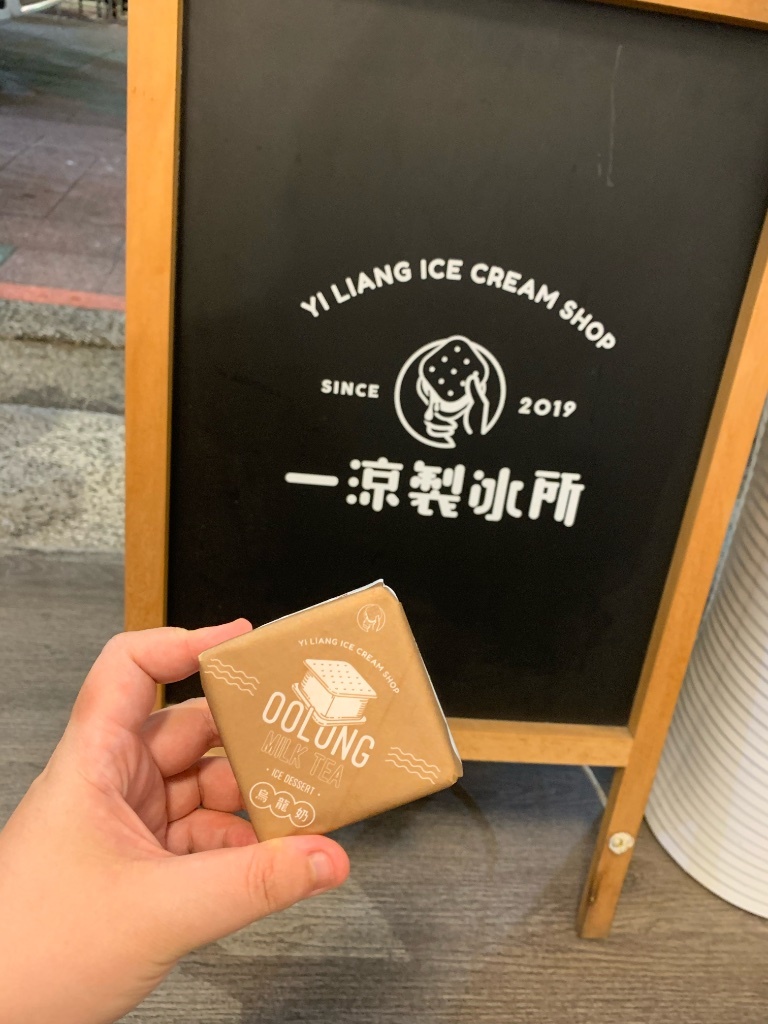 YI LIANG ICE CREAM SHOP
SINCE 2019
一涼製冰所
YI LIANG ICE CREAM SHOP
OOLONG
MILK TEA
· ICE DESSERT ·
烏龍奶